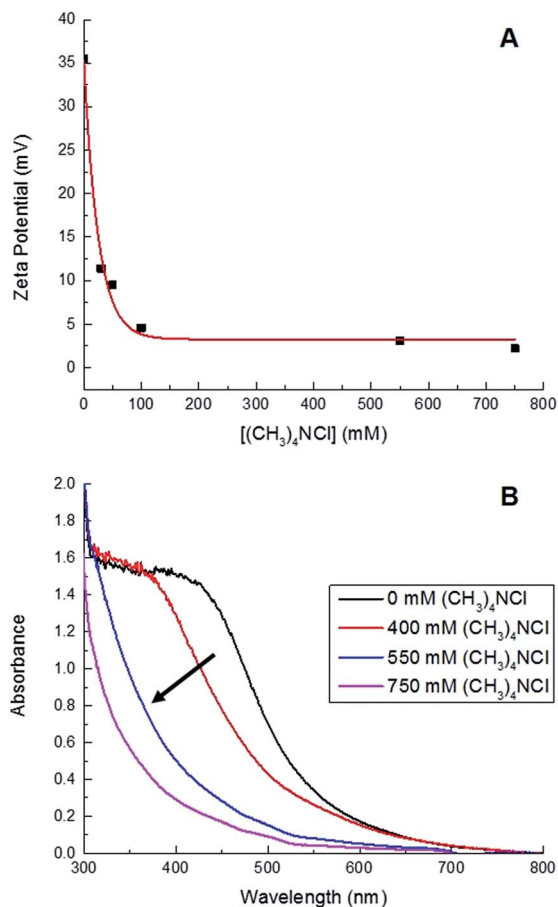 A
40
35
30
25
20
15
10
5
0
Zeta Potential (mV)
0 100 200 300 400 500 600 700 800
[(CH3)4NCl] (mM)
B
2.0
1.8
1.6
1.4
1.2
1.0
0.8
0.6
0.4
0.2
0.0
Absorbance
0 mM (CH3)4NCl
400 mM (CH3)4NCl
550 mM (CH3)4NCl
750 mM (CH3)4NCl
300 400 500 600 700 800
Wavelength (nm)